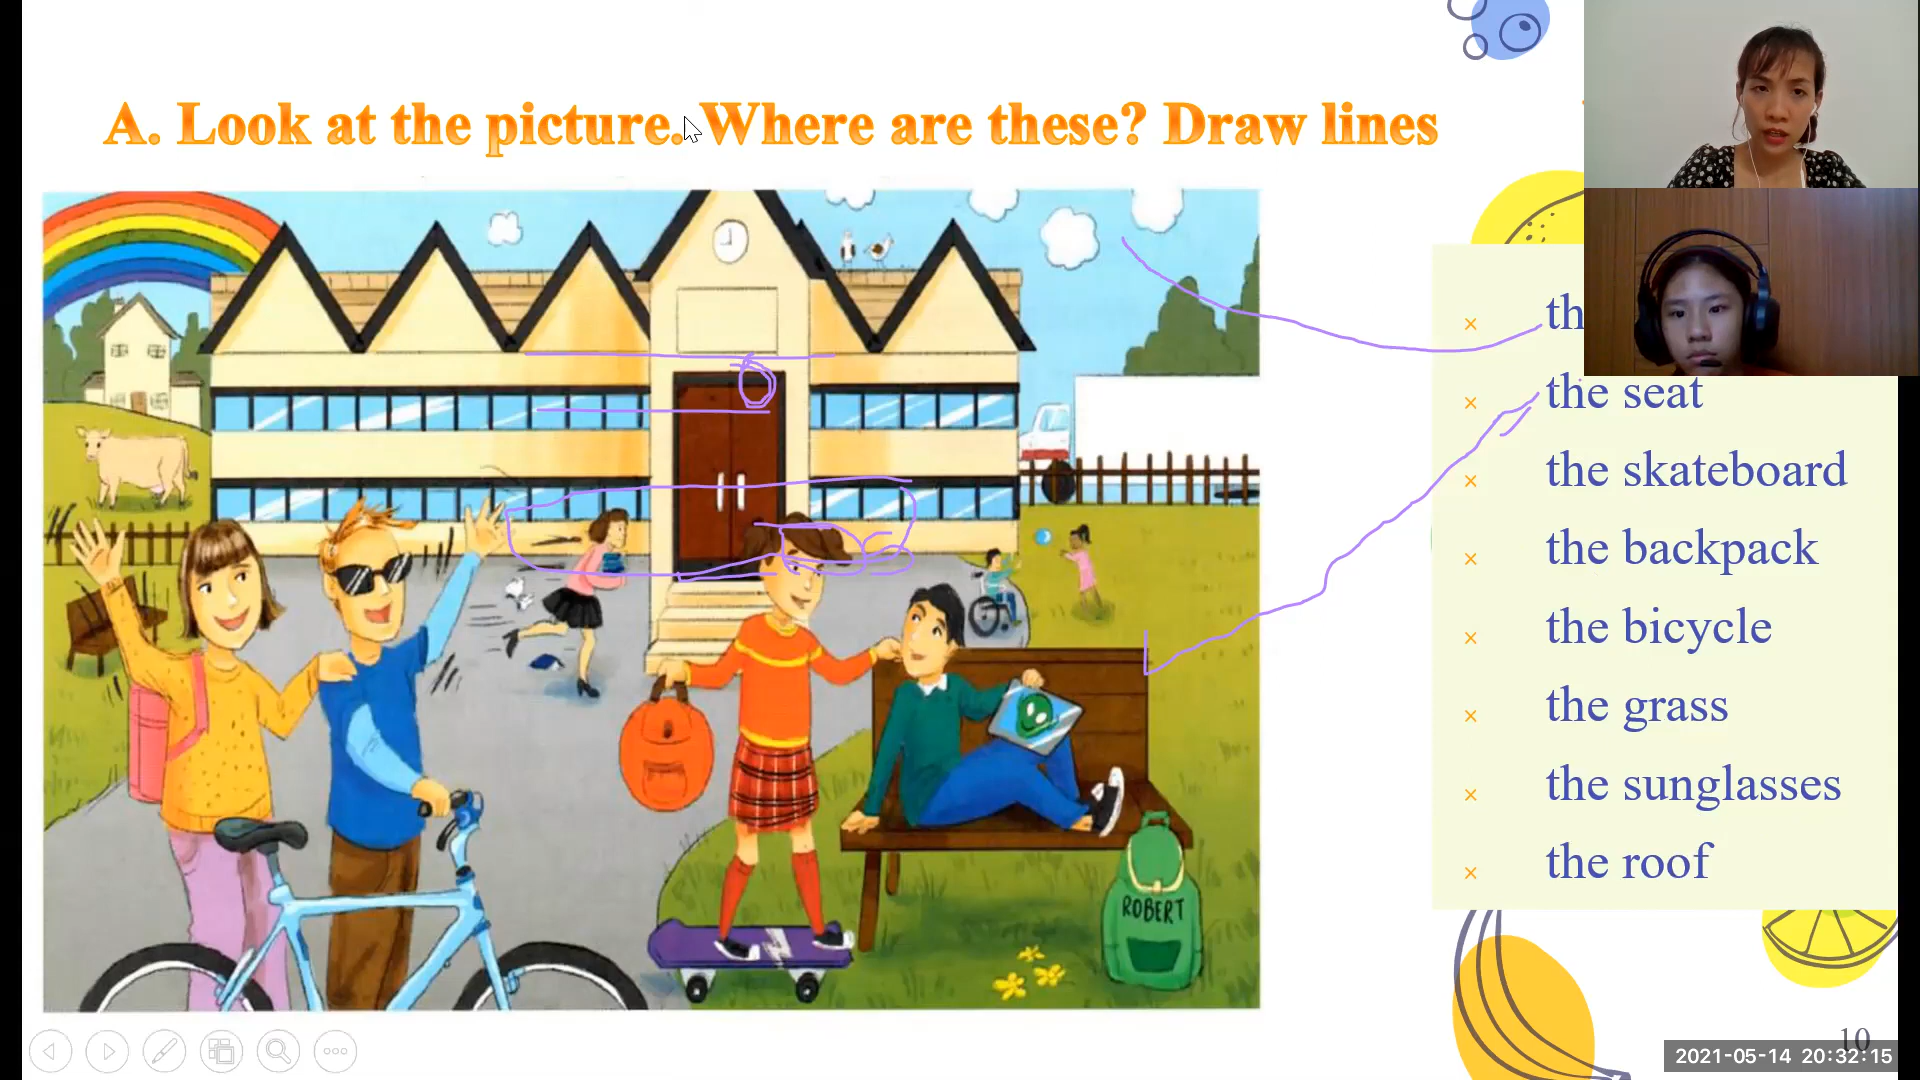 A. Look at the picture. Where are these? Draw lines
th
the seat
the skateboard
the backpack
the bicycle
the grass
the sunglasses
the roof
ROBERT
10
2021-05-14 20:32:15